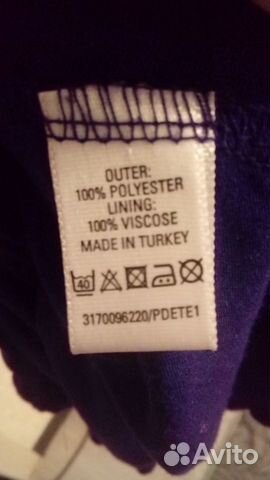 OUTER:
100% POLYESTER
LINING:
100% VISCOSE
MADE IN TURKEY
40
3170096220/PDETE1
Avito